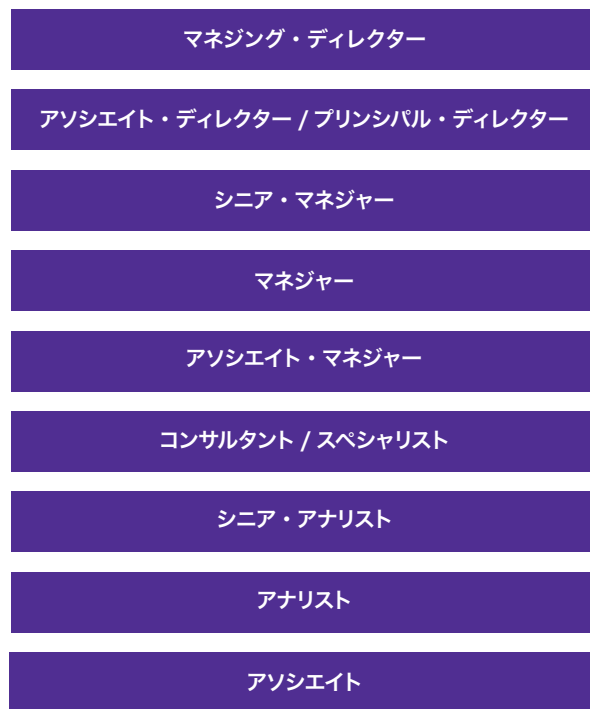 マネジング・ディレクター
アソシエイト・ディレクター / プリンシパル・ディレクター
シニア・マネジャー
マネジャー
アソシエイト・マネジャー
コンサルタント / スペシャリスト
シニア・アナリスト
アナリスト
アソシエイト